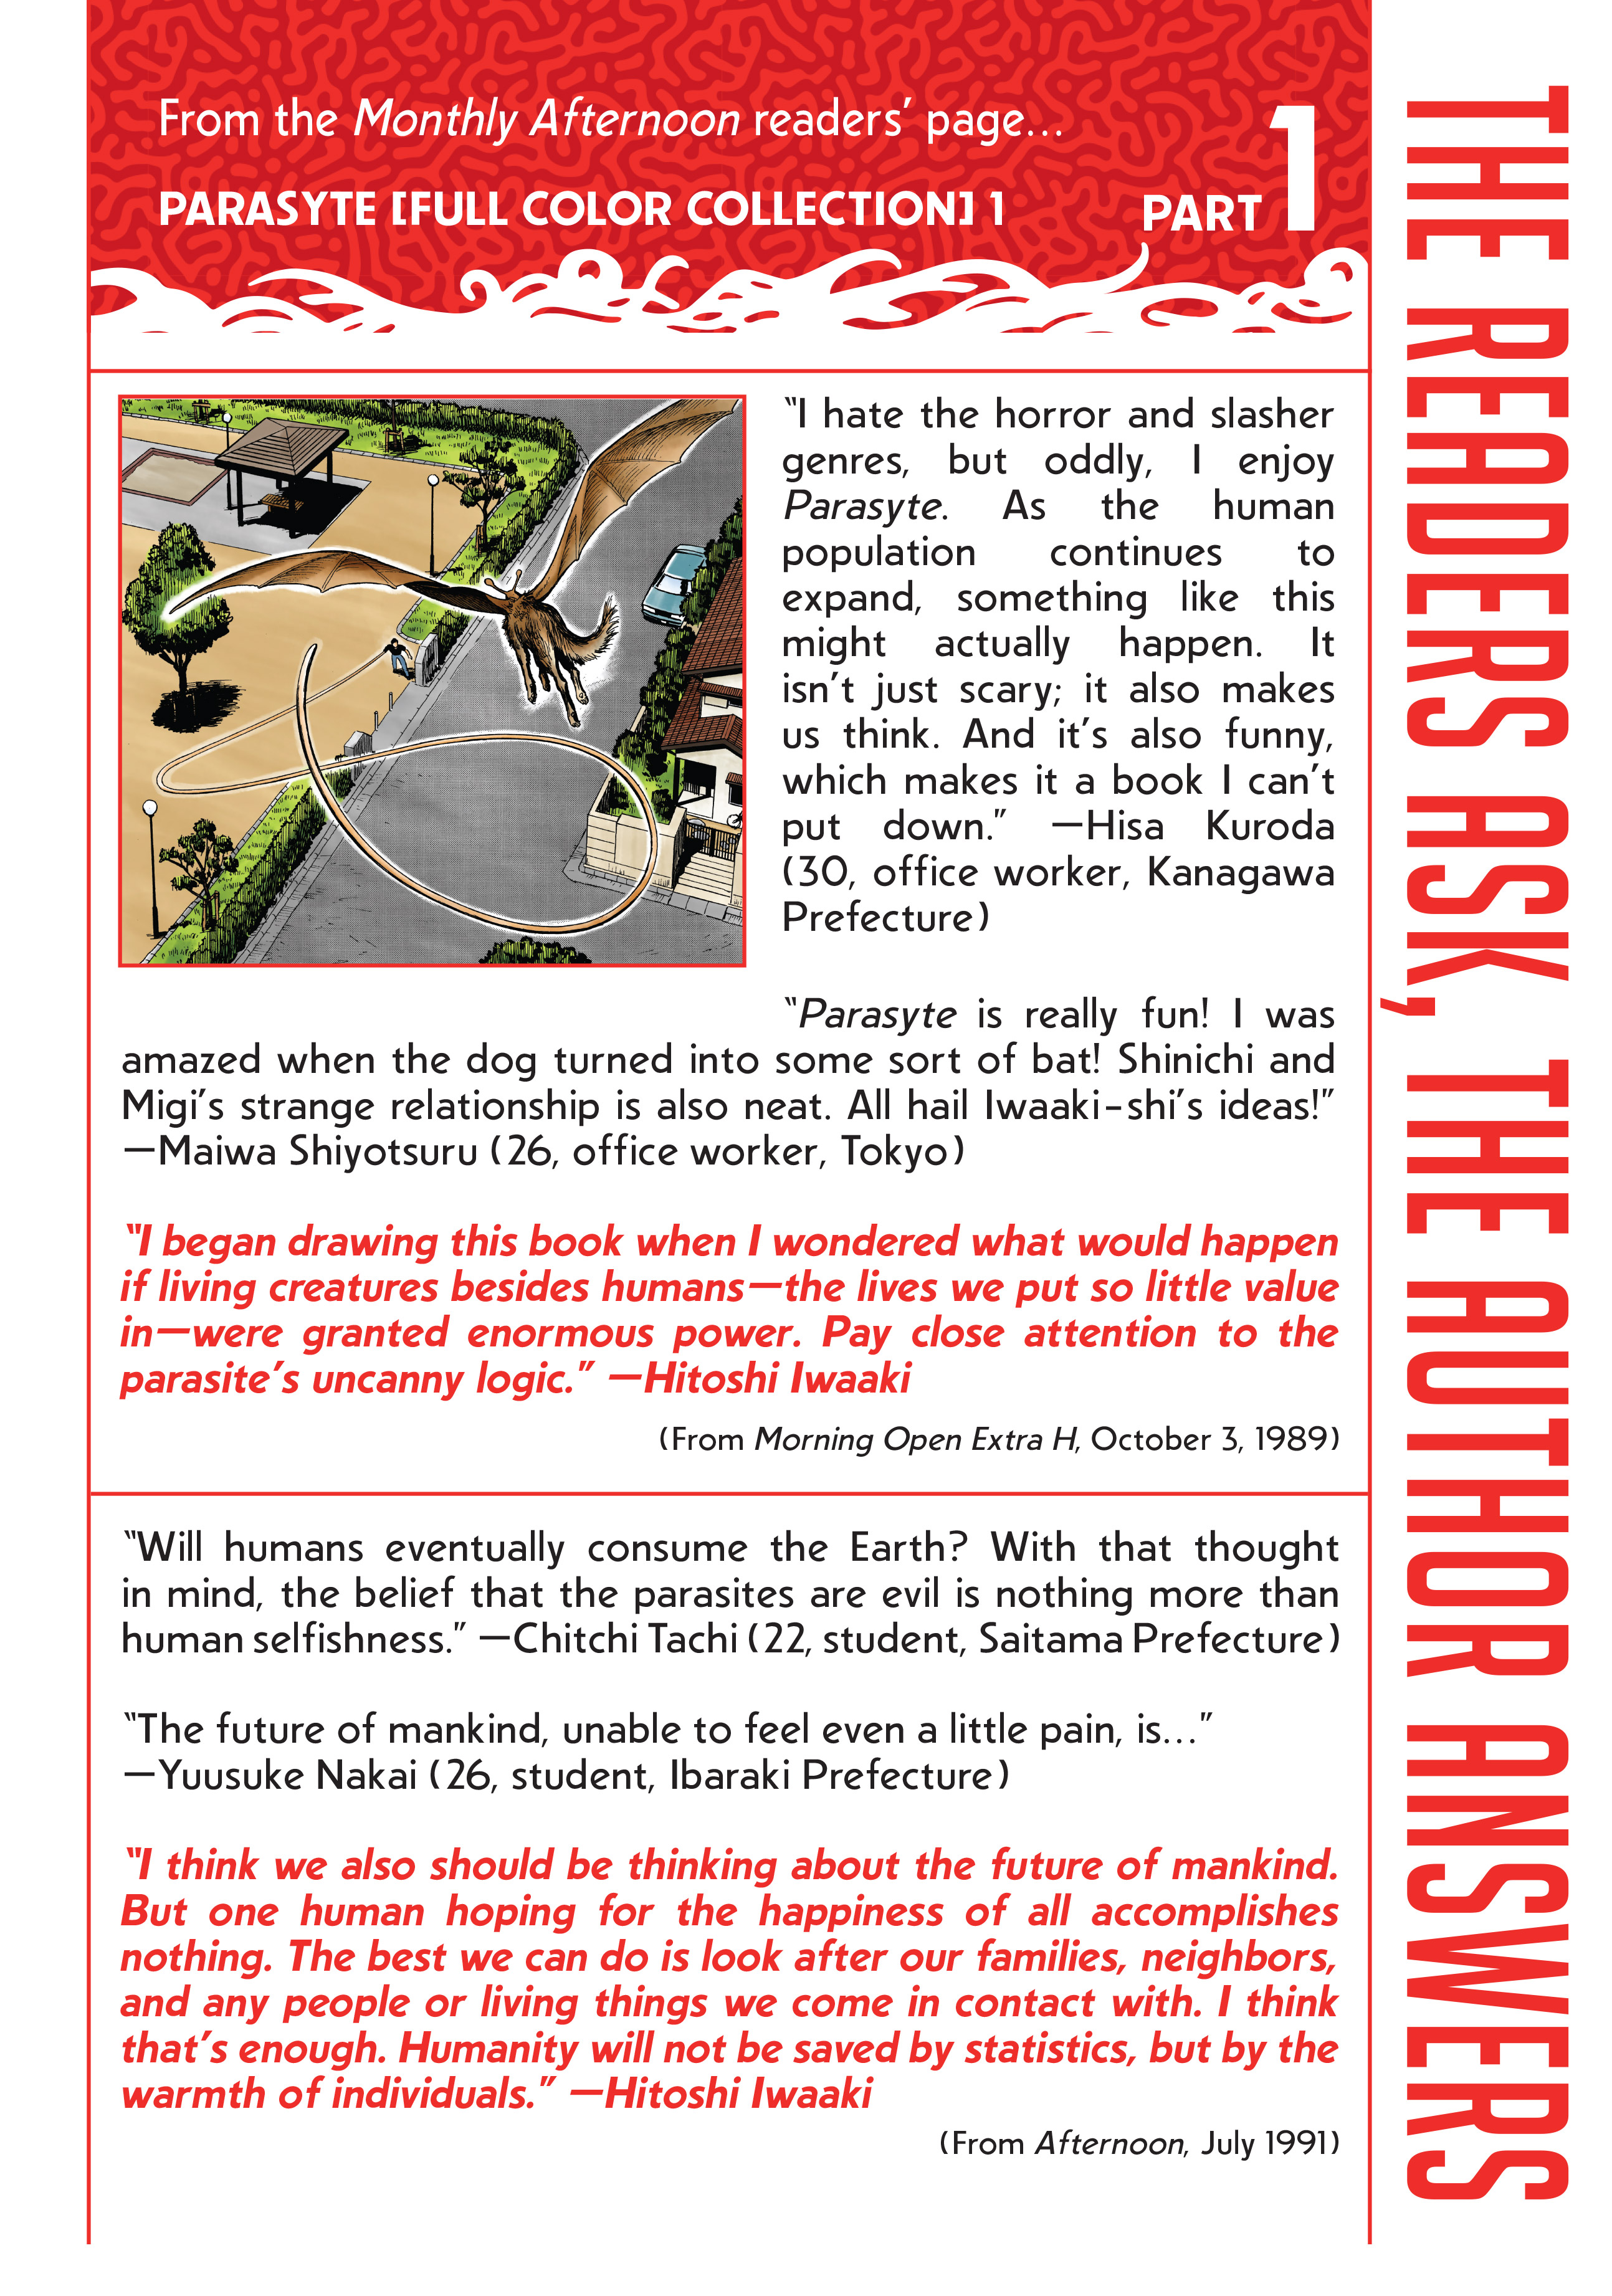 From the Monthly Afternoon readers’ page…
PARASYTE [FULL COLOR COLLECTION] 1
PART 1
“I hate the horror and slasher
genres, but oddly, I enjoy
Parasyte. As the human
population continues to
expand, something like this
might actually happen. It
isn’t just scary; it also makes
us think. And it’s also funny,
which makes it a book I can’t
put down.” —Hisa Kuroda
(30, office worker, Kanagawa
Prefecture)
“Parasyte is really fun! I was
amazed when the dog turned into some sort of bat! Shinichi and
Migi’s strange relationship is also neat. All hail Iwaaki-shi’s ideas!”
—Maiwa Shiyotsuru (26, office worker, Tokyo)
“I began drawing this book when I wondered what would happen
if living creatures besides humans—the lives we put so little value
in—were granted enormous power. Pay close attention to the
parasite’s uncanny logic.” —Hitoshi Iwaaki
(From Morning Open Extra H, October 3, 1989)
“Will humans eventually consume the Earth? With that thought
in mind, the belief that the parasites are evil is nothing more than
human selfishness.” —Chitchi Tachi (22, student, Saitama Prefecture)
“The future of mankind, unable to feel even a little pain, is…”
—Yuusuke Nakai (26, student, Ibaraki Prefecture)
“I think we also should be thinking about the future of mankind.
But one human hoping for the happiness of all accomplishes
nothing. The best we can do is look after our families, neighbors,
and any people or living things we come in contact with. I think
that’s enough. Humanity will not be saved by statistics, but by the
warmth of individuals.” —Hitoshi Iwaaki
(From Afternoon, July 1991)
THE READERS ASK, THE AUTHOR ANSWERS